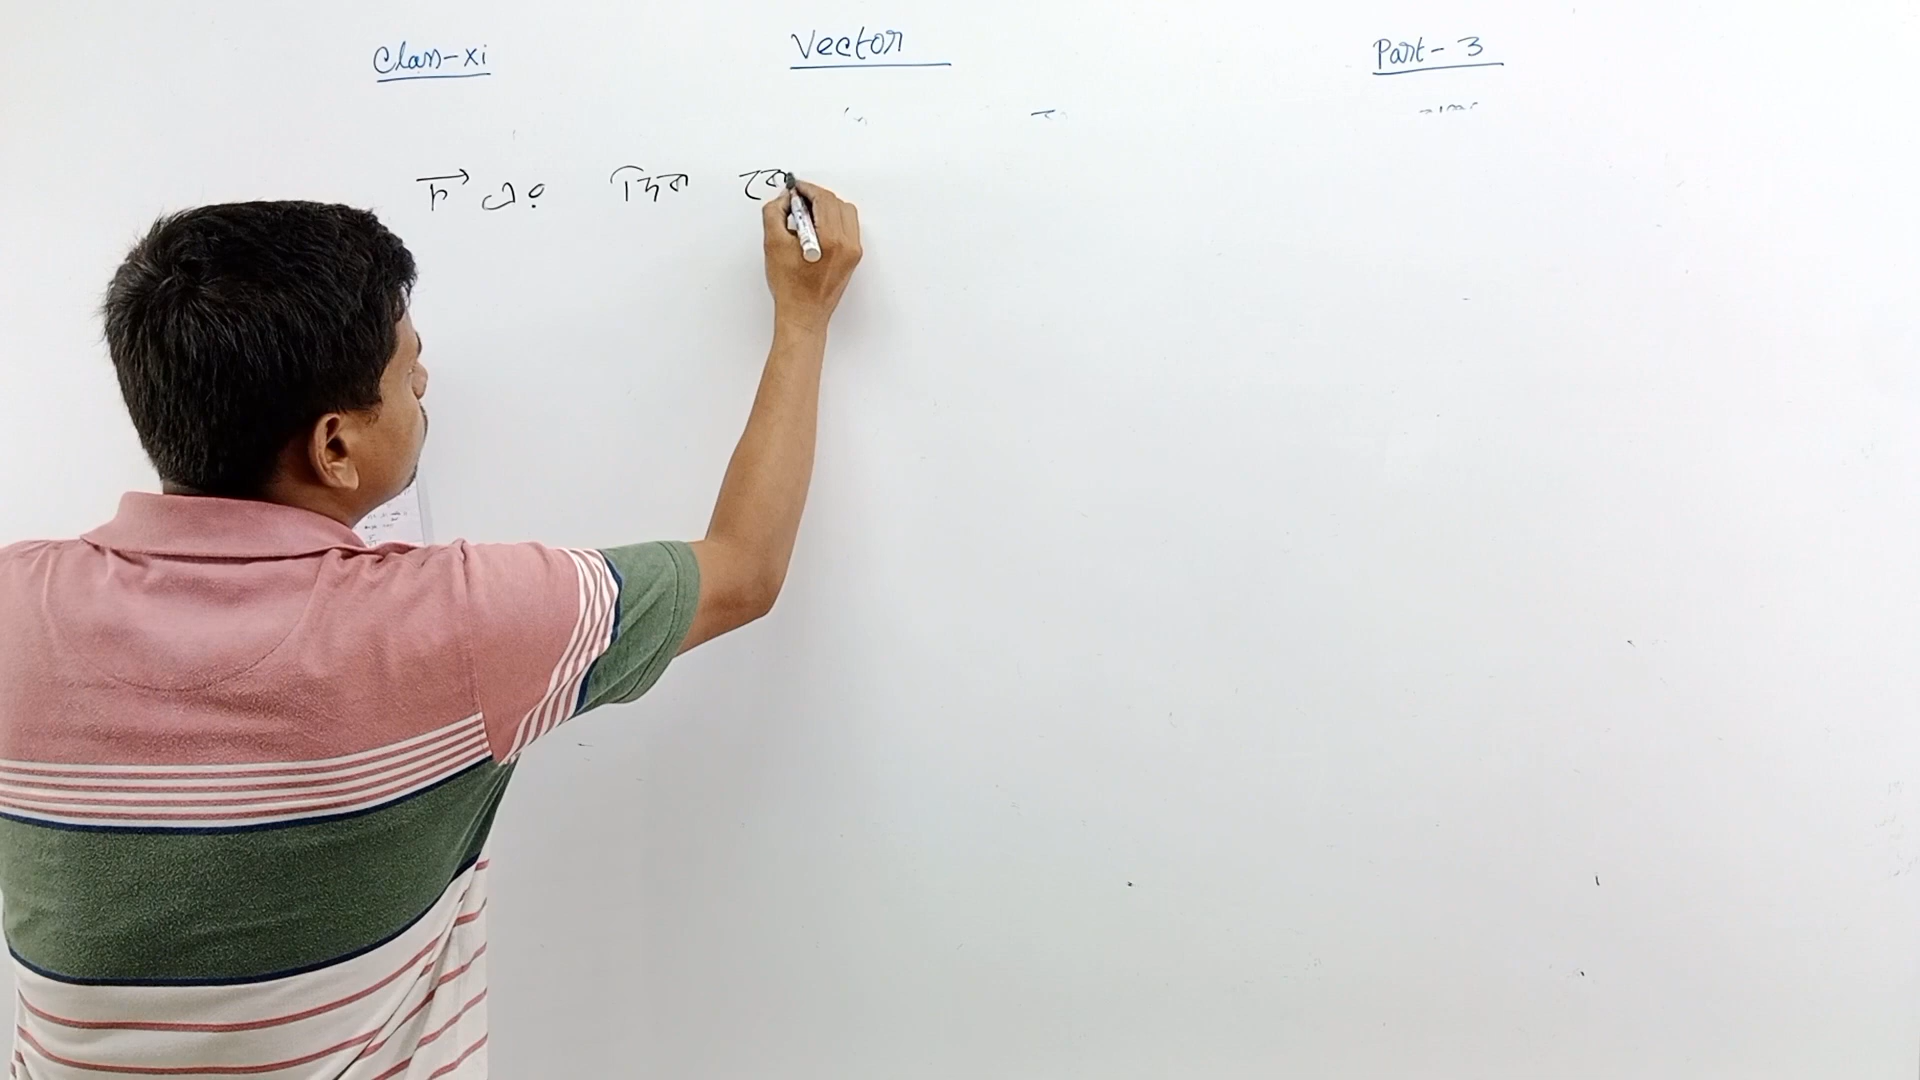 Class-xi Vector Part-3
r→ এর দিক কো